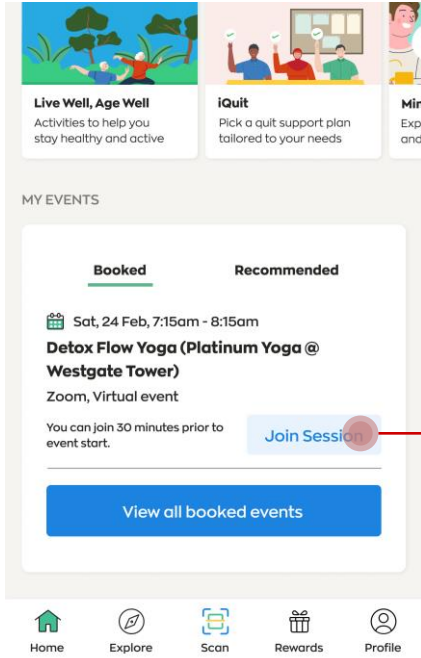 Live Well, Age Well
Activities to help you
stay healthy and active
iQuit
Pick a quit support plan
tailored to your needs
MY EVENTS
Booked
Recommended
Sat, 24 Feb, 7:15am - 8:15am
Detox Flow Yoga (Platinum Yoga @
Westgate Tower)
Zoom, Virtual event
You can join 30 minutes prior to
event start.
Join Session
View all booked events
Home
Explore
Scan
Rewards
Profile